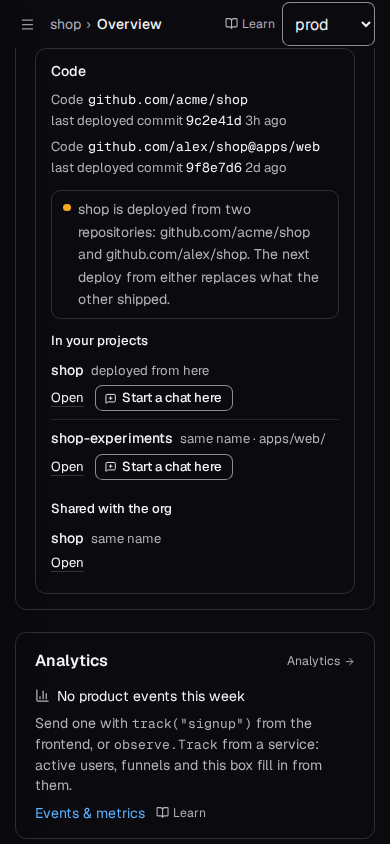 shop › Overview
Learn
prod
Code
Code github.com/acme/shop
last deployed commit 9c2e41d 3h ago
Code github.com/alex/shop@apps/web
last deployed commit 9f8e7d6 2d ago
shop is deployed from two
repositories: github.com/acme/shop
and github.com/alex/shop. The next
deploy from either replaces what the
other shipped.
In your projects
shop deployed from here
Open Start a chat here
shop-experiments same name · apps/web/
Open Start a chat here
Shared with the org
shop same name
Open
Analytics
Analytics →
No product events this week
Send one with track("signup") from the
frontend, or observe.Track from a service:
active users, funnels and this box fill in from
them.
Events & metrics Learn